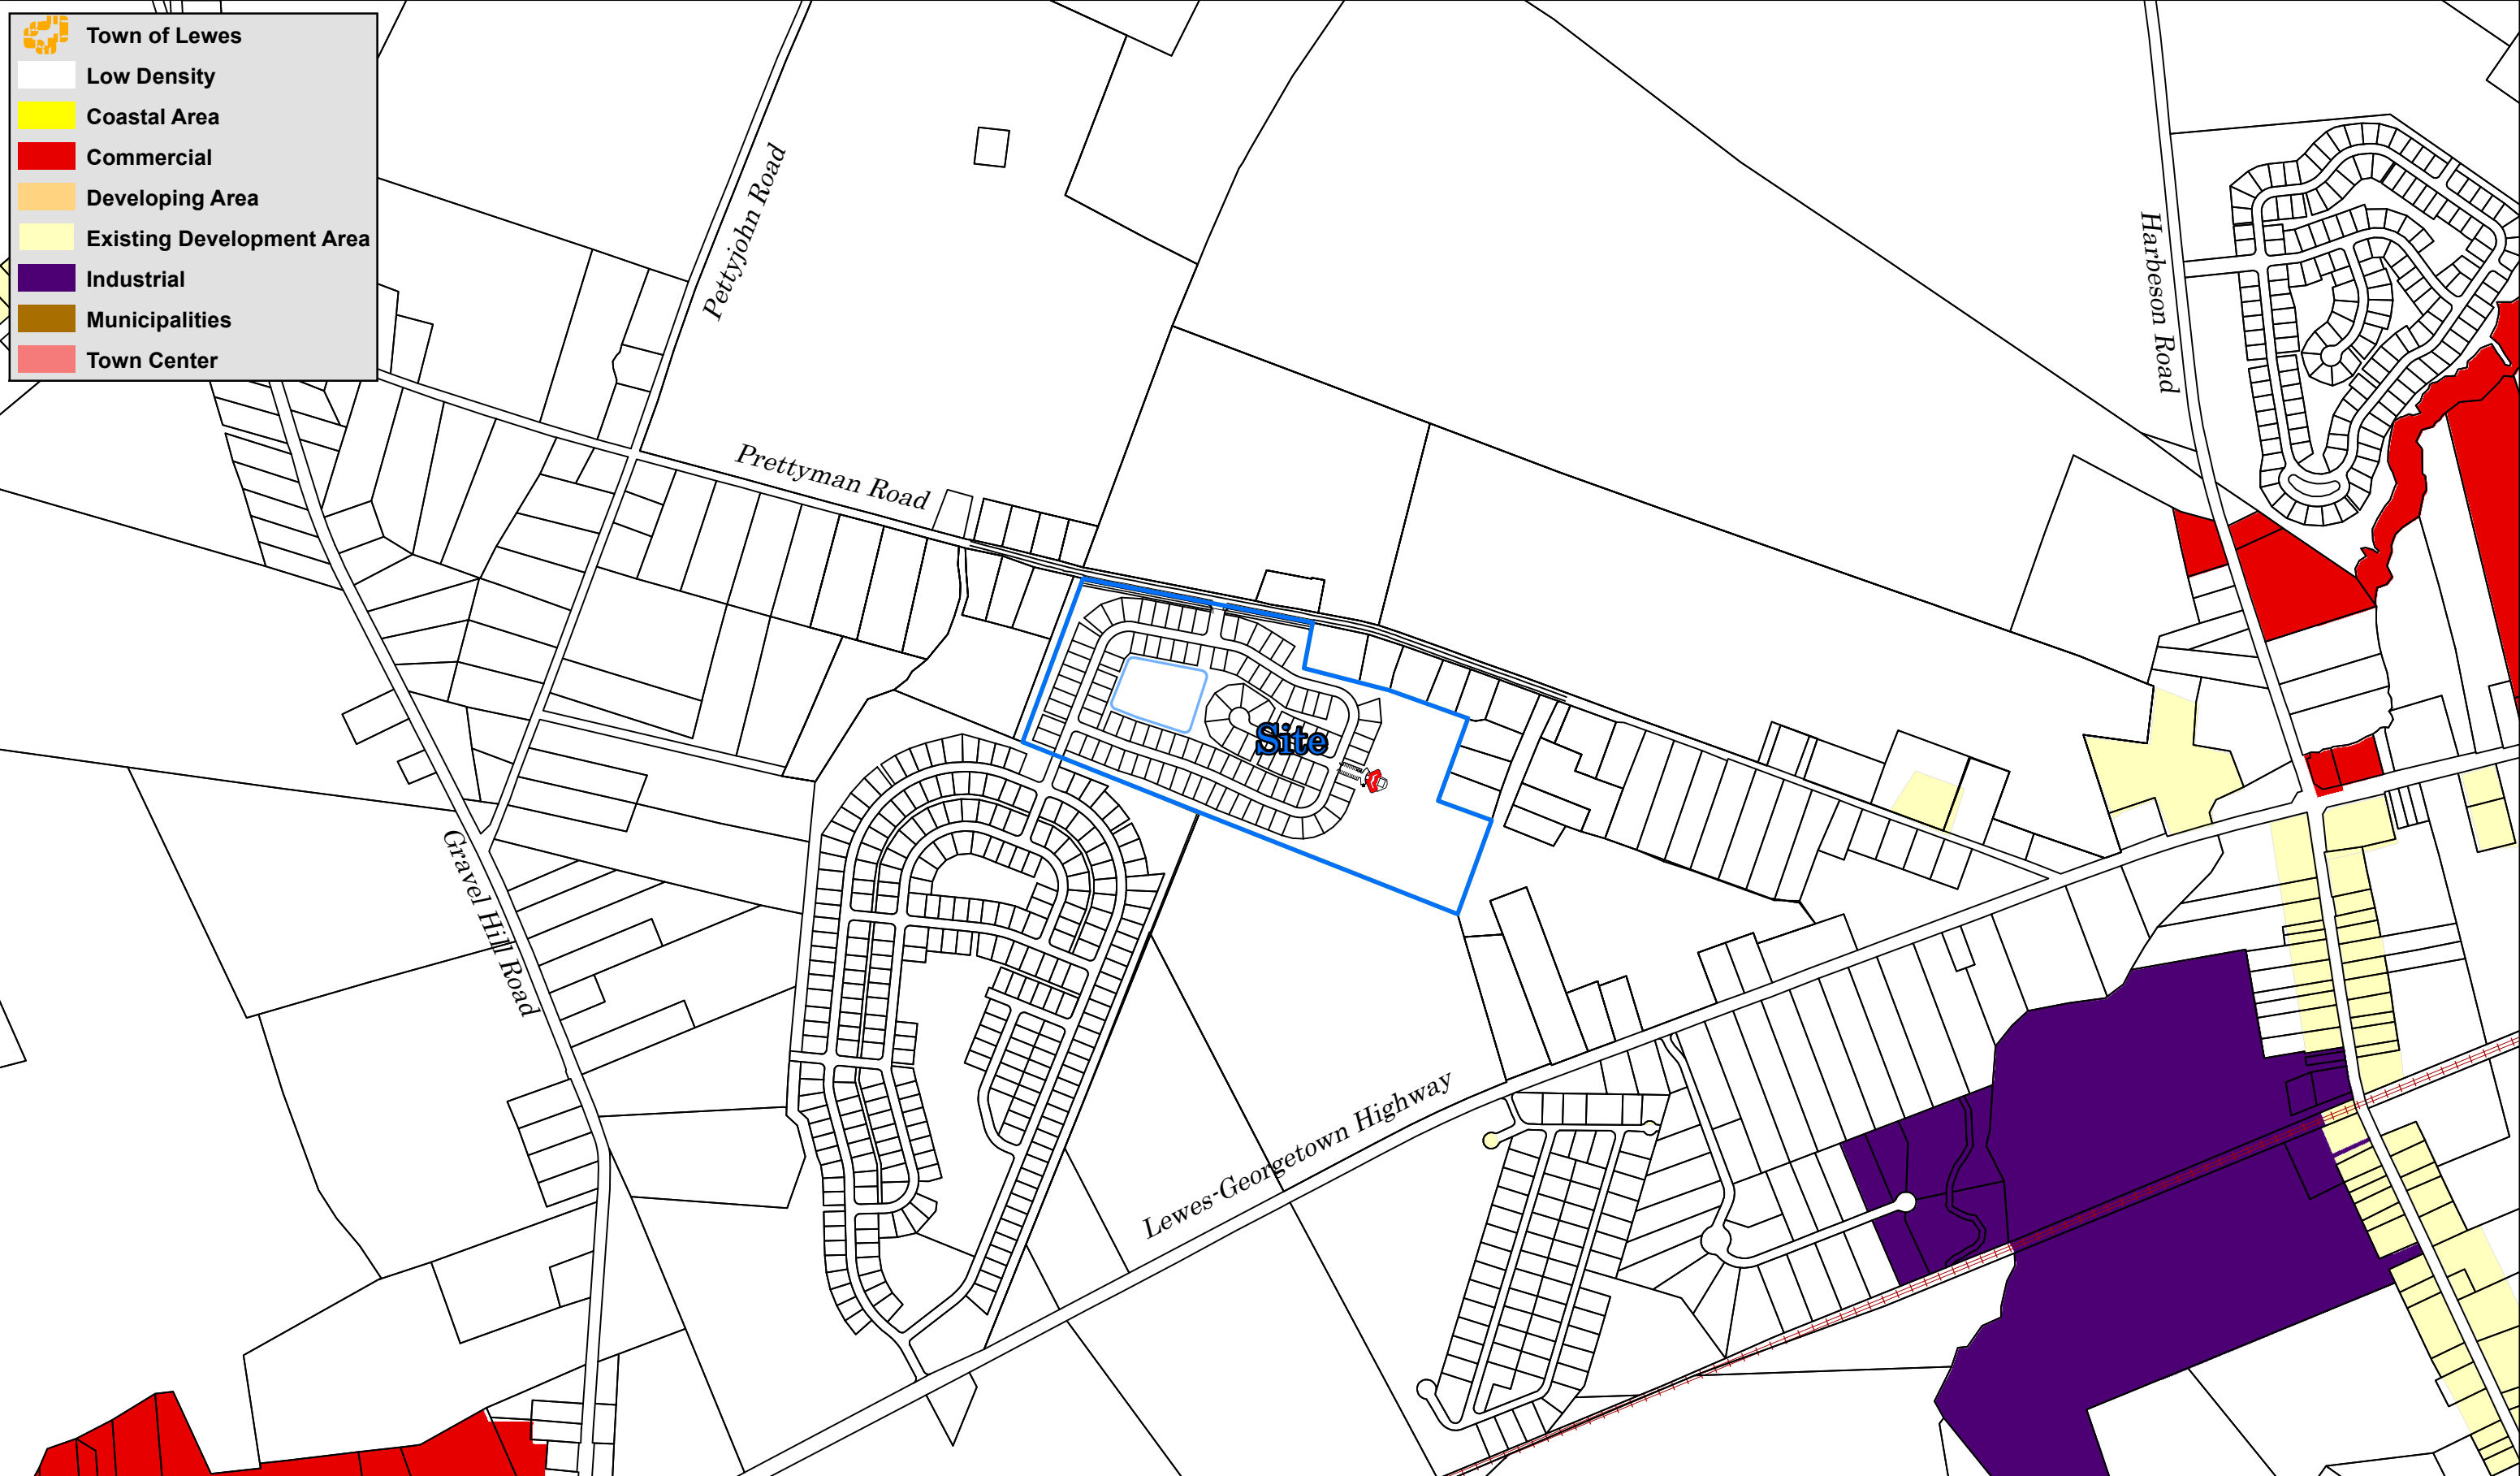 Town of Lewes
Low Density
Coastal Area
Commercial
Developing Area
Existing Development Area
Industrial
Municipalities
Town Center
Pettyjohn Road
Harbeson Road
Prettyman Road
Site
Gravel Hill Road
Lewes-Georgetown Highway